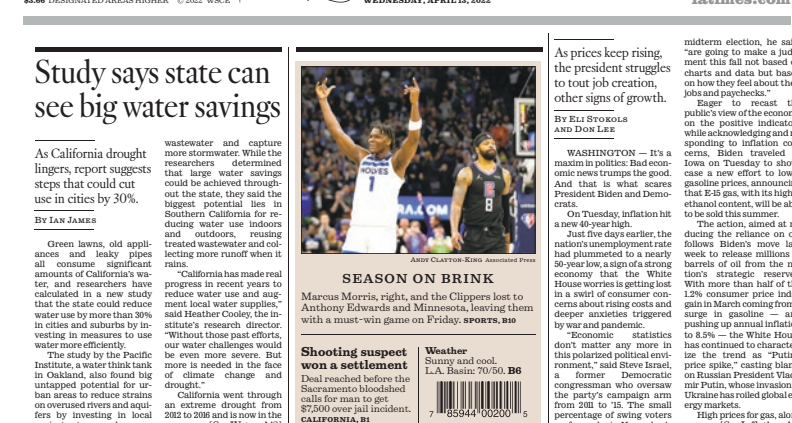 $3.66 DESIGNATED AREAS HIGHER © 2022 WSCE
WEDNESDAY, APRIL 13, 2022
latimes.com
Study says state can
see big water savings
As California drought
lingers, report suggests
steps that could cut
use in cities by 30%.
BY IAN JAMES
Green lawns, old appli-
ances and leaky pipes
all consume significant
amounts of California's wa-
ter, and researchers have
calculated in a new study
that the state could reduce
water use by more than 30%
in cities and suburbs by in-
vesting in measures to use
water more efficiently.
The study by the Pacific
Institute, a water think tank
in Oakland, also found big
untapped potential for ur-
ban areas to reduce strains
on overused rivers and aqui-
fers by investing in local
wastewater and capture
more stormwater. While the
researchers determined
that large water savings
could be achieved through-
out the state, they said the
biggest potential lies in
Southern California for re-
ducing water use indoors
and outdoors, reusing
treated wastewater and col-
lecting more runoff when it
rains.
"California has made real
progress in recent years to
reduce water use and aug-
ment local water supplies,"
said Heather Cooley, the in-
stitute's research director.
"Without those past efforts,
our water challenges would
be even more severe. But
more is needed in the face
of climate change and
drought."
California went through
an extreme drought from
2012 to 2016 and is now in the
WOLVES
1
8
ANDY CLAYTON-KING Associated Press
SEASON ON BRINK
Marcus Morris, right, and the Clippers lost to
Anthony Edwards and Minnesota, leaving them
with a must-win game on Friday. SPORTS, B10
Shooting suspect
won a settlement
Deal reached before the
Sacramento bloodshed
calls for man to get
$7,500 over jail incident.
CALIFORNIA, B1
Weather
Sunny and cool.
L.A. Basin: 70/50. B6
7 85944 00200 5
As prices keep rising,
the president struggles
to tout job creation,
other signs of growth.
BY ELI STOKOLS
AND DON LEE
WASHINGTON — It's a
maxim in politics: Bad econ-
omic news trumps the good.
And that is what scares
President Biden and Demo-
crats.
On Tuesday, inflation hit
a new 40-year high.
Just five days earlier, the
nation's unemployment rate
had plummeted to a nearly
50-year low, a sign of a strong
economy that the White
House worries is getting lost
in a swirl of consumer con-
cerns about rising costs and
deeper anxieties triggered
by war and pandemic.
"Economic statistics
don't matter any more in
this polarized political envi-
ronment," said Steve Israel,
a former Democratic
congressman who oversaw
the party's campaign arm
from 2011 to '15. The small
percentage of swing voters
midterm election, he sai
"are going to make a jud
ment this fall not based o
charts and data but base
on how they feel about the
jobs and paychecks."
Eager to recast th
public's view of the econom
on the positive indicato
while acknowledging and r
sponding to inflation co
cerns, Biden traveled
Iowa on Tuesday to show
case a new effort to low
gasoline prices, announcin
that E-15 gas, with its high
ethanol content, will be ab
to be sold this summer.
The action, aimed at r
ducing the reliance on o
follows Biden's move la
week to release millions
barrels of oil from the n
tion's strategic reserve
With more than half of th
1.2% consumer price ind
gain in March coming from
surge in gasoline — an
pushing up annual inflatio
to 8.5% — the White Hou
has continued to characte
ize the trend as "Putin
price spike," casting blam
on Russian President Vlad
mir Putin, whose invasion
Ukraine has roiled global e
ergy markets.
High prices for gas, alon